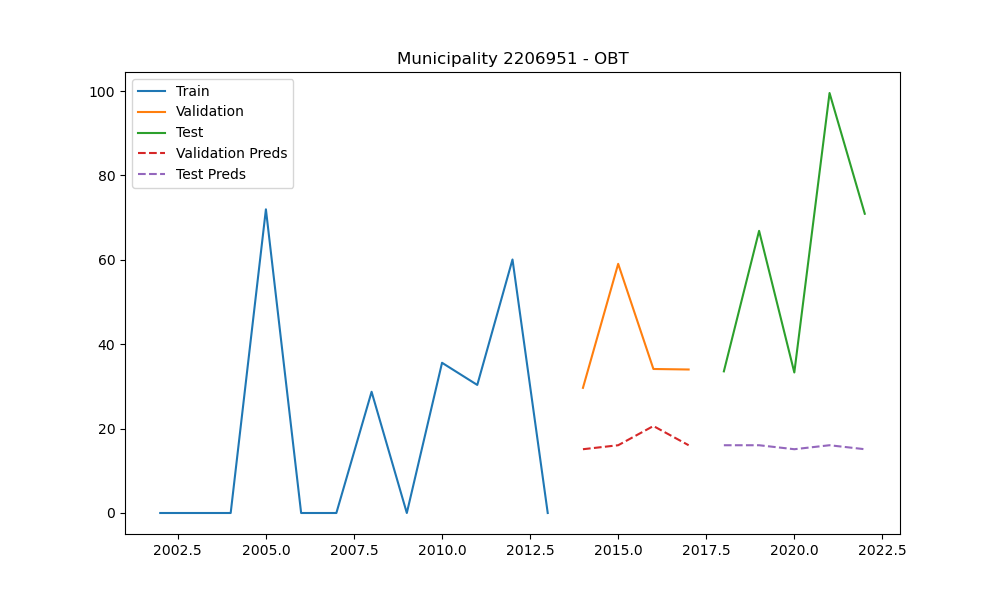 Municipality 2206951 - OBT
Train
Validation
Test
Validation Preds
Test Preds
100
80
60
40
20
0
2002.5 2005.0 2007.5 2010.0 2012.5 2015.0 2017.5 2020.0 2022.5